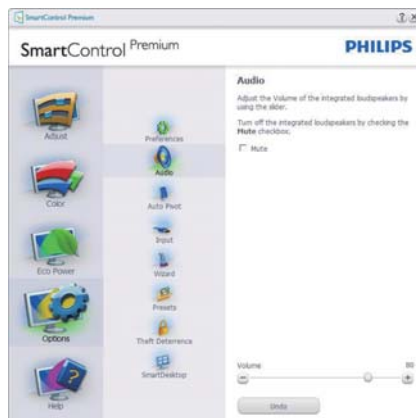 SmartControl Premium
SmartControl Premium
PHILIPS
Adjust
Color
Eco Power
Options
Help
Preferences
Audio
Auto Pivot
Input
Wizard
Presets
Theft Deterrence
SmartDesktop
Audio
Adjust the Volume of the integrated loudspeakers by
using the slider.
Turn off the integrated loudspeakers by checking the
Mute checkbox.
Mute
Volume 80
Undo